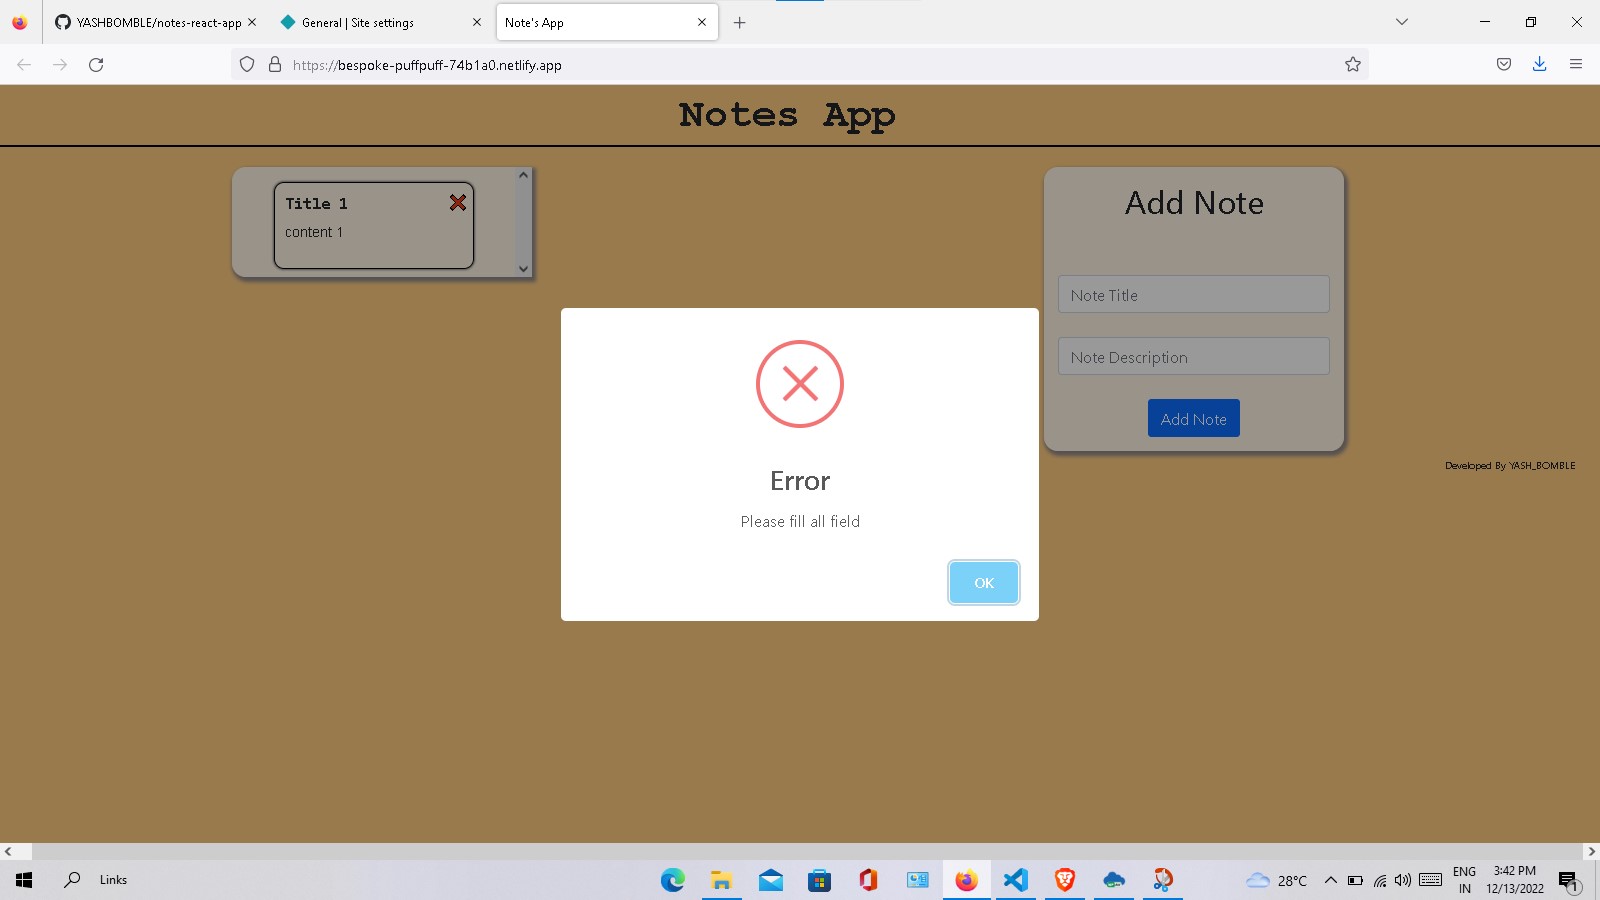 YASHBOMBLE/notes-react-app
General | Site settings
Note's App
https://bespoke-puffpuff-74b1a0.netlify.app
Notes App
Title 1
content 1
Add Note
Note Title
Note Description
Add Note
Developed By YASH_BOMBLE
Error
Please fill all field
OK
Links
28°C
ENG
IN
3:42 PM
12/13/2022
1